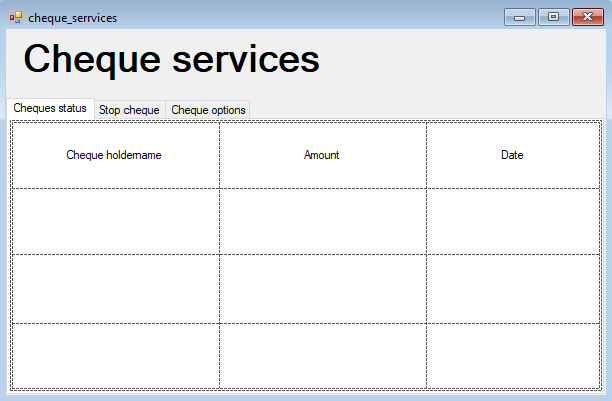 cheque_serrvices
Cheque services
Cheques status Stop cheque Cheque options
Cheque holdername Amount Date